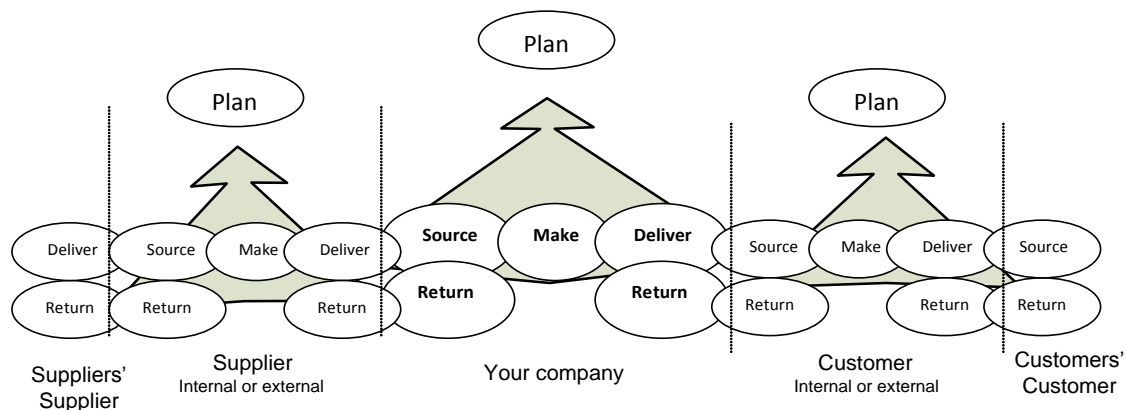 Plan
Plan
Plan
Source Make Deliver
Deliver Source Make Deliver
Source Make Deliver Source
Return Return
Return Return Return
Return Return Return
Suppliers'
Supplier
Supplier
Internal or external
Your company
Customer
Internal or external
Customers'
Customer